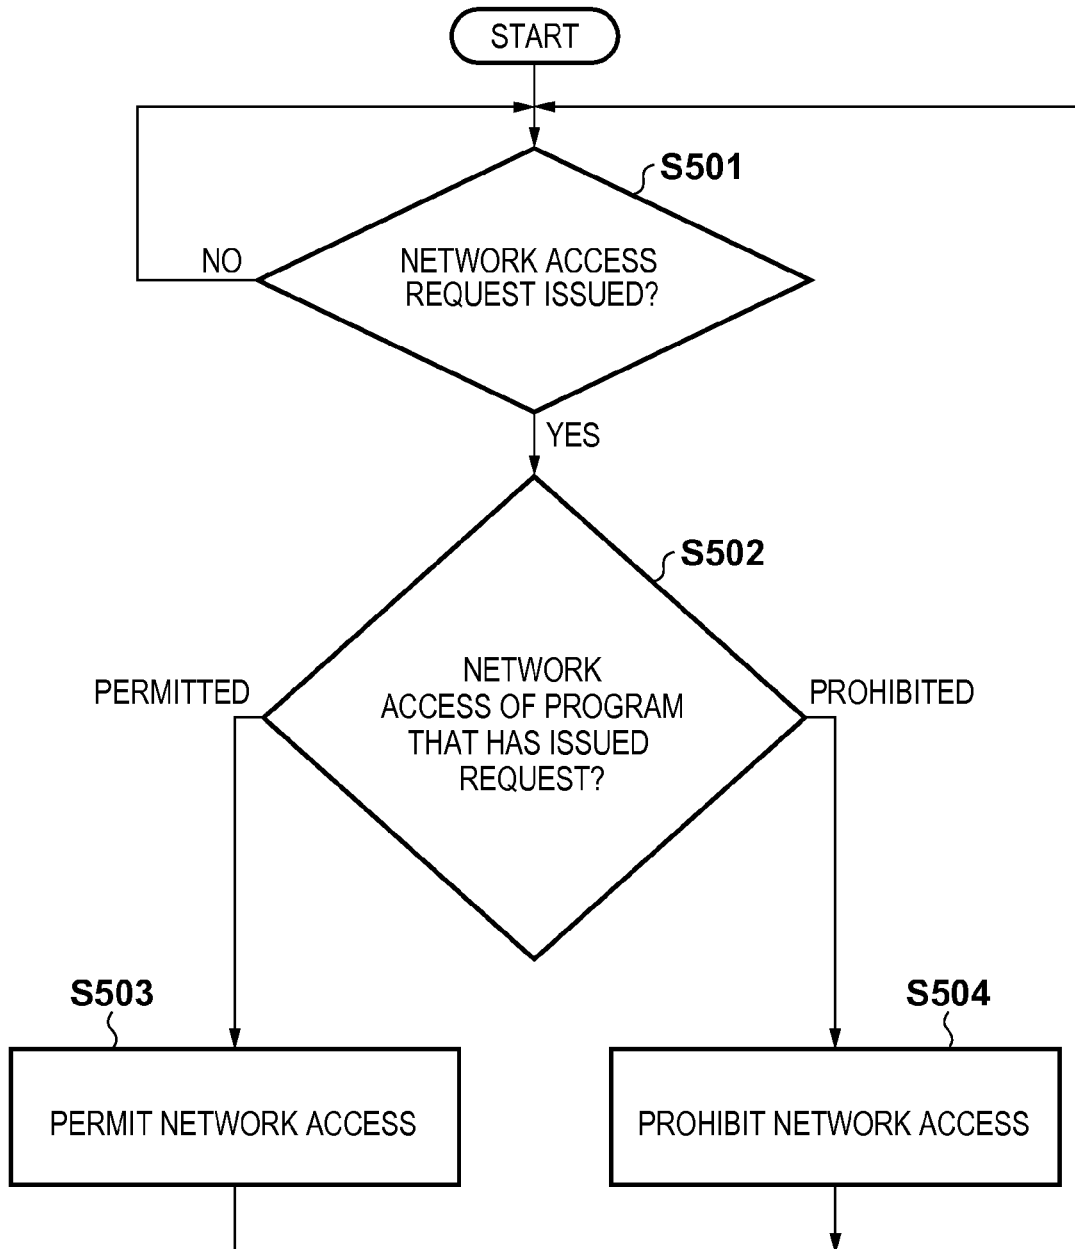 START
S501
NO
NETWORK ACCESS
REQUEST ISSUED?
YES
S502
PERMITTED
NETWORK
ACCESS OF PROGRAM
THAT HAS ISSUED
REQUEST?
PROHIBITED
S503
S504
PERMIT NETWORK ACCESS
PROHIBIT NETWORK ACCESS